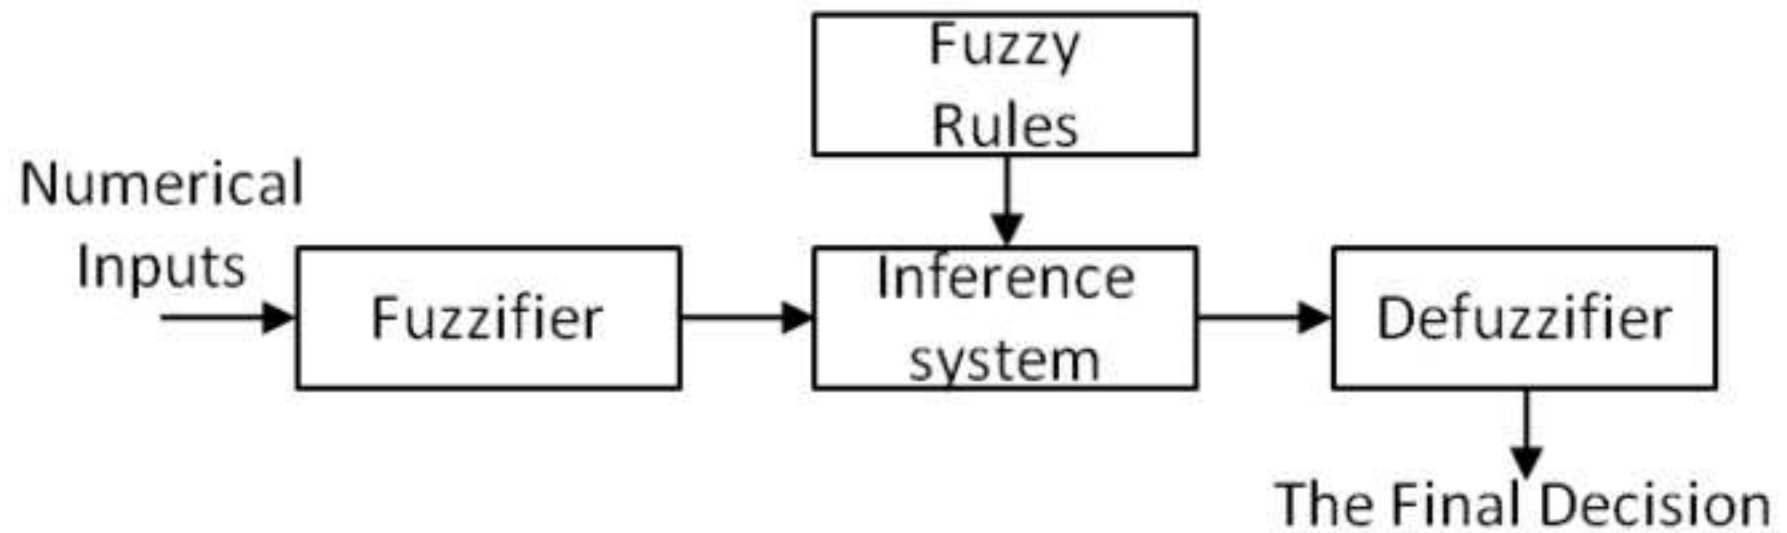 Fuzzy
Rules
Numerical
Inputs
Fuzzifier
Inference
system
Defuzzifier
The Final Decision